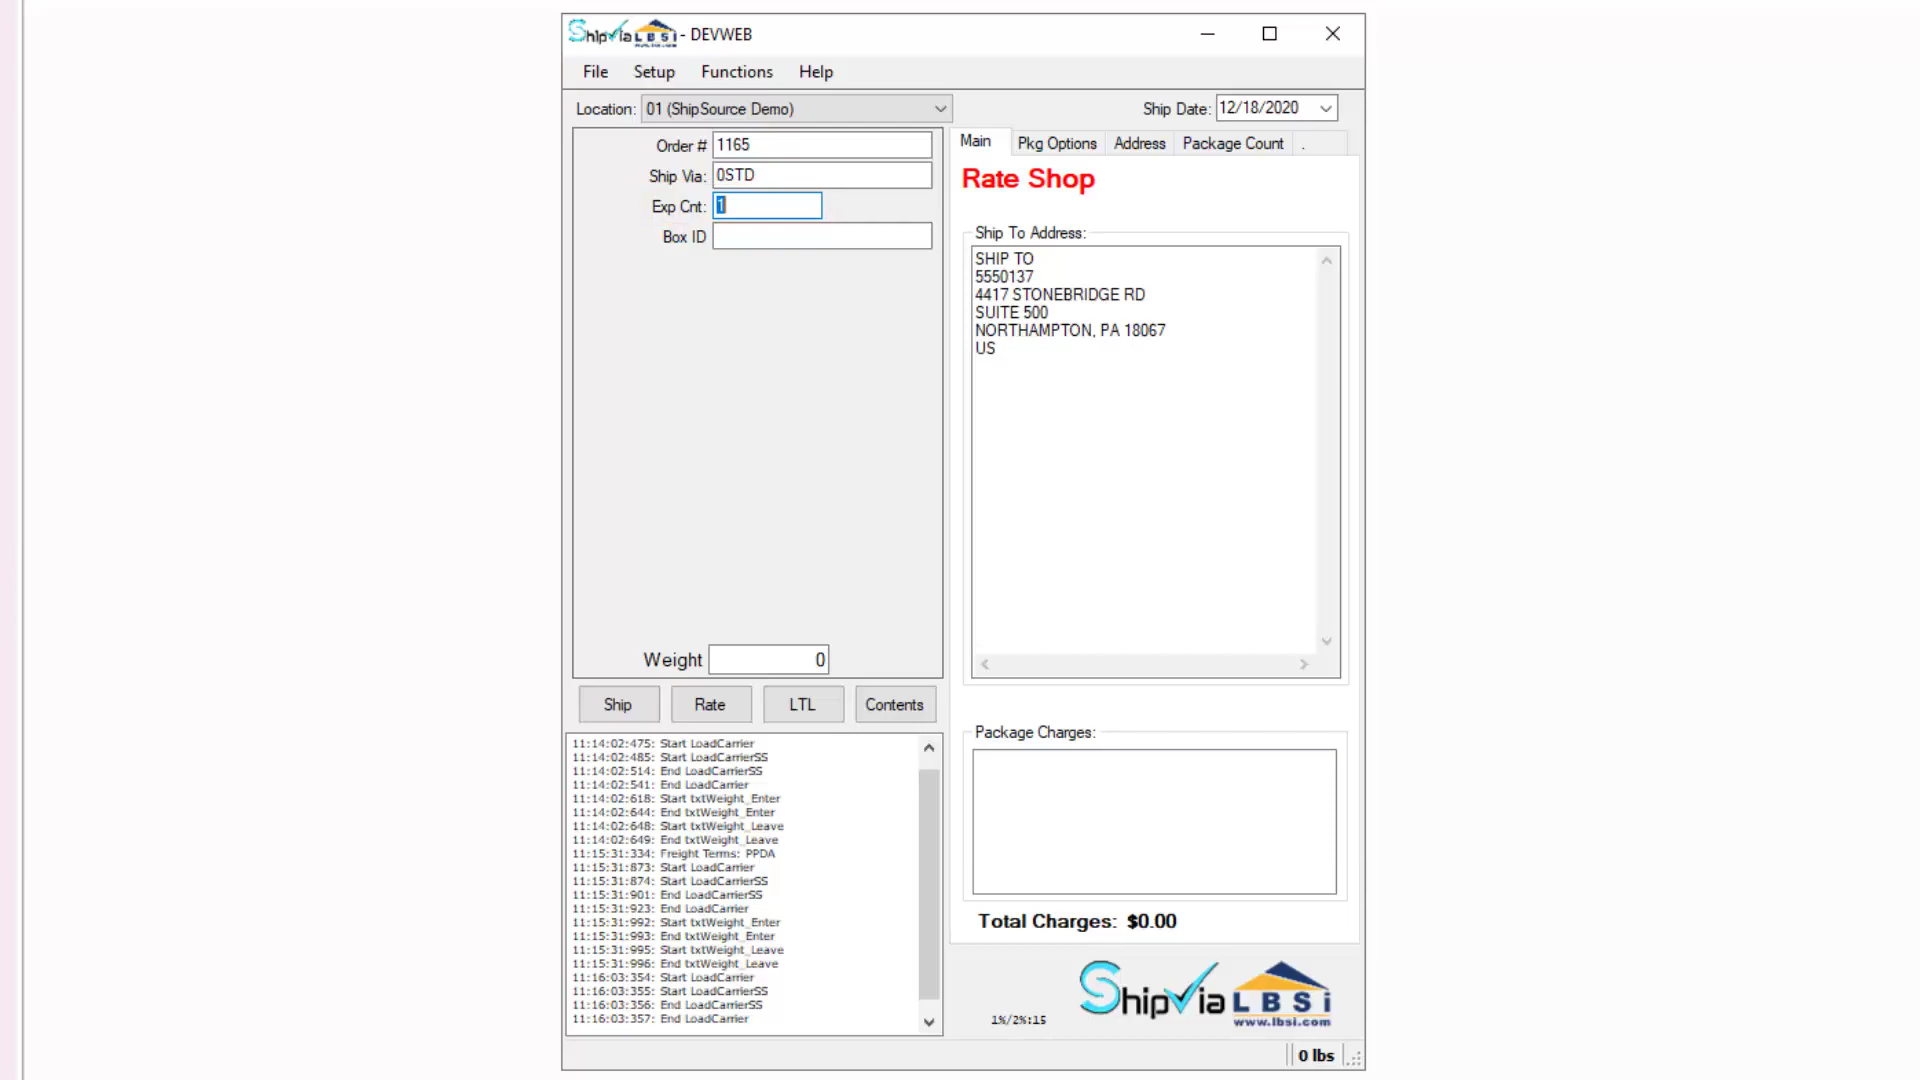 ShipVia LBSi - DEVWEB
File Setup Functions Help
Location: 01 (ShipSource Demo) Ship Date: 12/18/2020
Order # 1165
Ship Via: 0STD
Exp Cnt: 1
Box ID
Weight 0
Ship Rate LTL Contents
11:14:02:475: Start LoadCarrier
11:14:02:485: Start LoadCarrierSS
11:14:02:514: End LoadCarrierSS
11:14:02:541: End LoadCarrier
11:14:02:618: Start txtWeight_Enter
11:14:02:644: End txtWeight_Enter
11:14:02:648: Start txtWeight_Leave
11:14:02:649: End txtWeight_Leave
11:15:31:334: Freight Terms: PPDA
11:15:31:873: Start LoadCarrier
11:15:31:874: Start LoadCarrierSS
11:15:31:901: End LoadCarrierSS
11:15:31:923: End LoadCarrier
11:15:31:992: Start txtWeight_Enter
11:15:31:993: End txtWeight_Enter
11:15:31:995: Start txtWeight_Leave
11:15:31:996: End txtWeight_Leave
11:16:03:354: Start LoadCarrier
11:16:03:355: Start LoadCarrierSS
11:16:03:356: End LoadCarrierSS
11:16:03:357: End LoadCarrier
Main Pkg Options Address Package Count .
Rate Shop
Ship To Address:
SHIP TO
5550137
4417 STONEBRIDGE RD
SUITE 500
NORTHAMPTON, PA 18067
US
Package Charges:
Total Charges: $0.00
1%/2%:15
ShipVia LBSi
www.lbsi.com
0 lbs